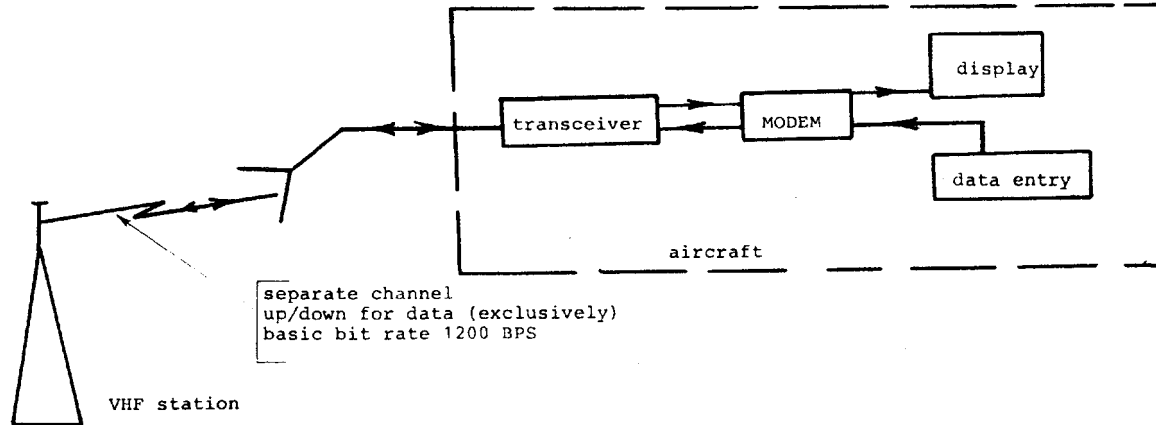 display
transceiver
MODEM
data entry
aircraft
separate channel
up/down for data (exclusively)
basic bit rate 1200 BPS
VHF station